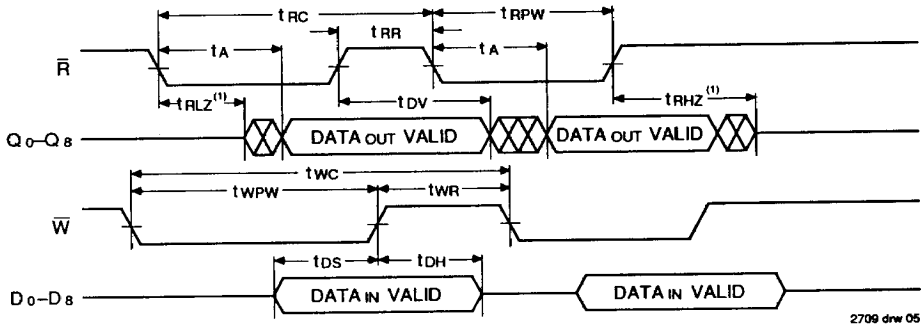 tRC
tRPW
tRR
tA
tA
R̅
tRLZ(1)
tDV
tRHZ(1)
Q0–Q8
DATA OUT VALID
DATA OUT VALID
tWC
tWPW
tWR
W̅
tDS
tDH
D0–D8
DATA IN VALID
DATA IN VALID
2709 drw 05